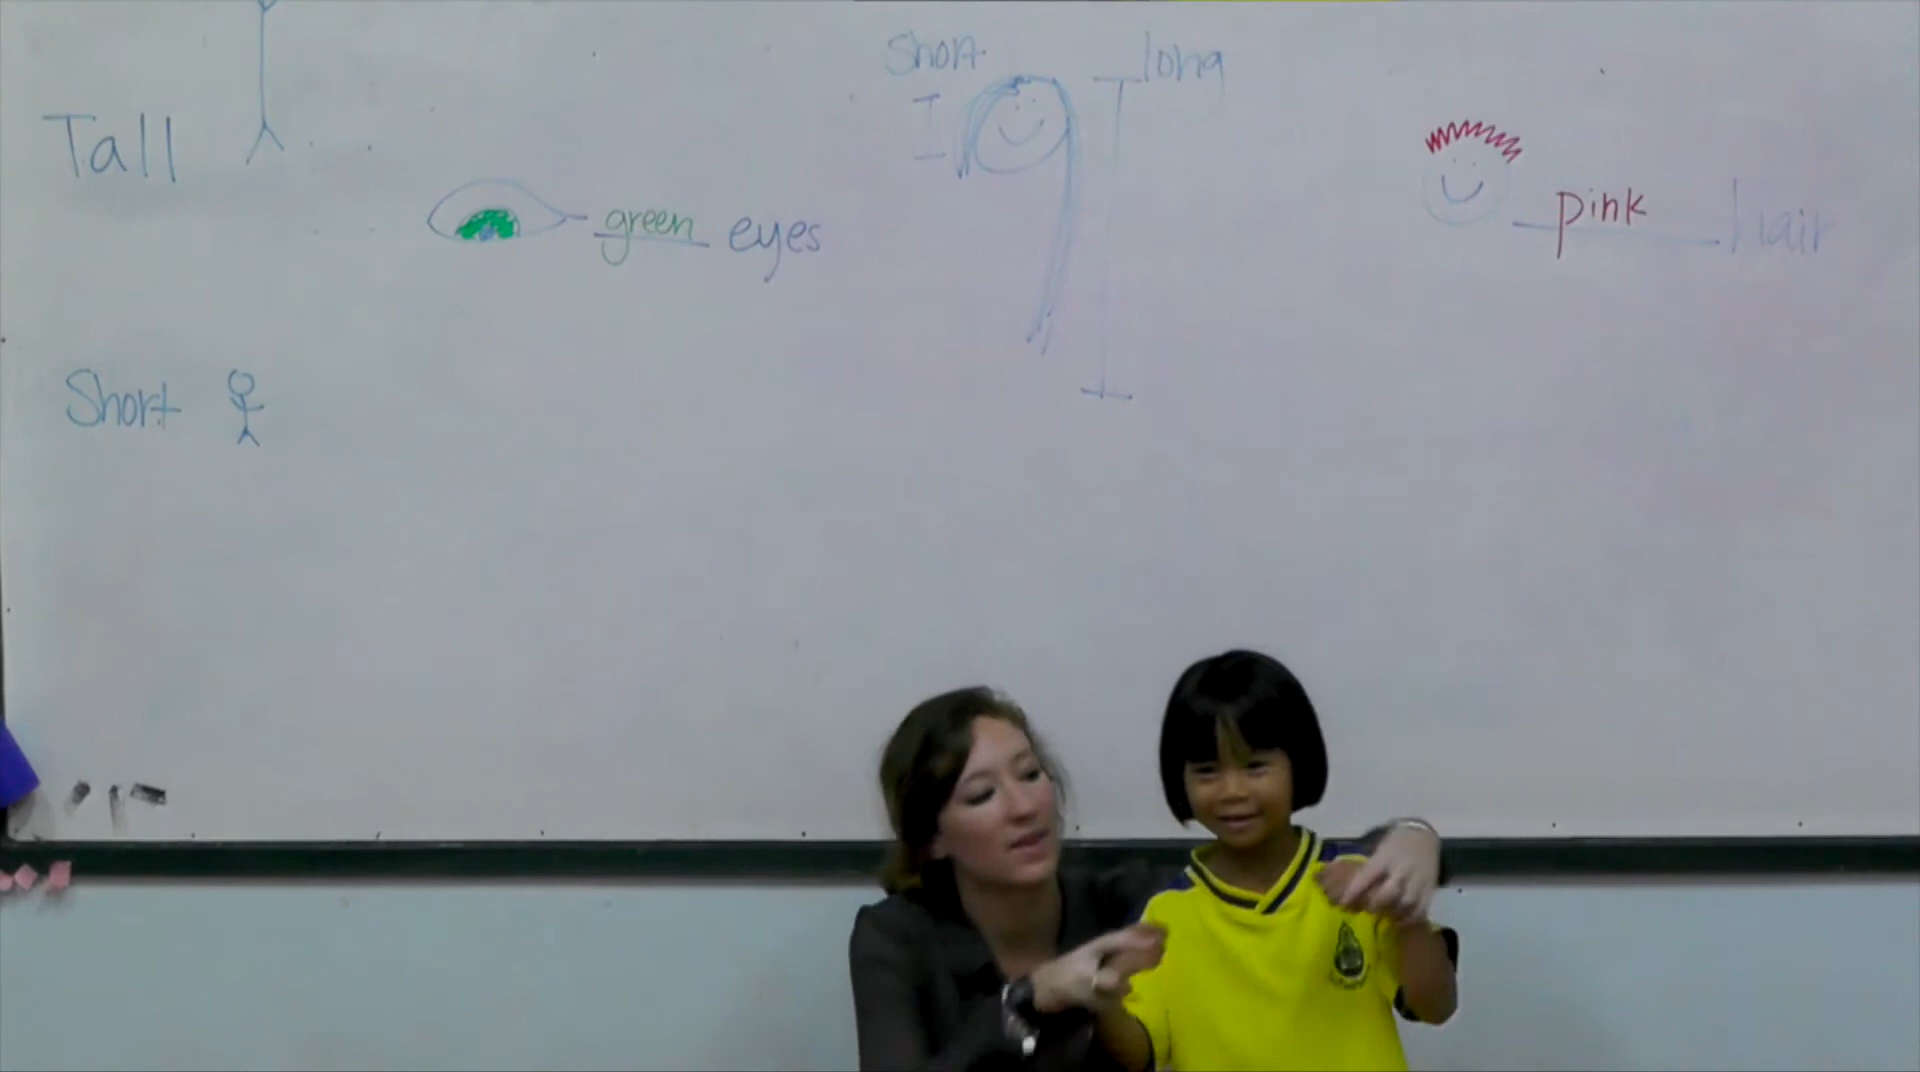 Tall
green eyes
Short
short
long
pink hair